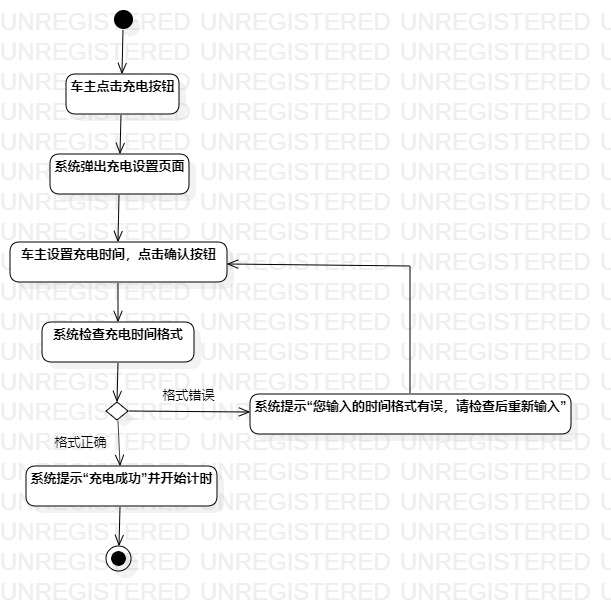 车主点击充电按钮
系统弹出充电设置页面
车主设置充电时间，点击确认按钮
系统检查充电时间格式
格式错误
系统提示“您输入的时间格式有误，请检查后重新输入”
格式正确
系统提示“充电成功”并开始计时
UNREGISTERED